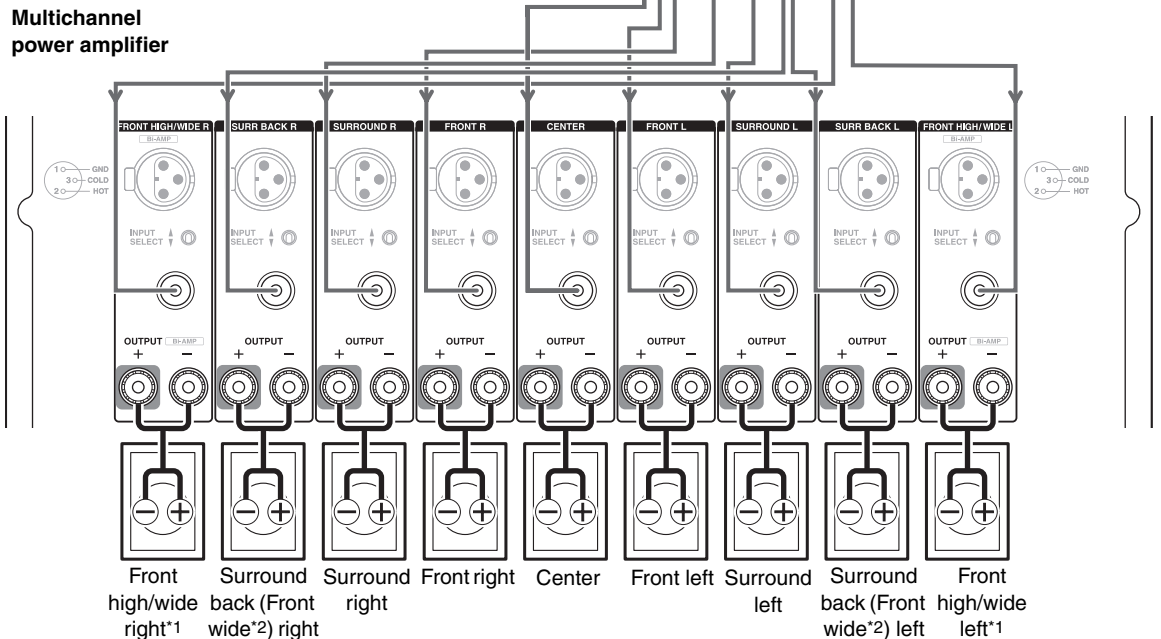 Multichannel
power amplifier
FRONT HIGH/WIDE R SURR BACK R SURROUND R FRONT R CENTER FRONT L SURROUND L SURR BACK L FRONT HIGH/WIDE L
Bi-AMP Bi-AMP
1 GND 1 GND
3 COLD 3 COLD
2 HOT 2 HOT
INPUT SELECT INPUT SELECT INPUT SELECT INPUT SELECT INPUT SELECT INPUT SELECT INPUT SELECT INPUT SELECT INPUT SELECT
OUTPUT Bi-AMP OUTPUT OUTPUT OUTPUT OUTPUT OUTPUT OUTPUT OUTPUT OUTPUT Bi-AMP
+ − + − + − + − + − + − + − + − + −
− + − + − + − + − + − + − + − + − +
Front high/wide right*1
Surround back (Front wide*2) right
Surround right
Front right
Center
Front left
Surround left
Surround back (Front wide*2) left
Front high/wide left*1